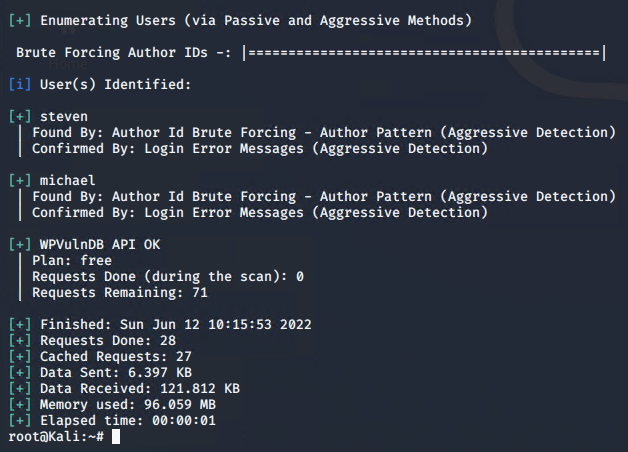 [+] Enumerating Users (via Passive and Aggressive Methods)
Brute Forcing Author IDs -: |============================================|
[i] User(s) Identified:
[+] steven
| Found By: Author Id Brute Forcing - Author Pattern (Aggressive Detection)
| Confirmed By: Login Error Messages (Aggressive Detection)
[+] michael
| Found By: Author Id Brute Forcing - Author Pattern (Aggressive Detection)
| Confirmed By: Login Error Messages (Aggressive Detection)
[+] WPVulnDB API OK
| Plan: free
| Requests Done (during the scan): 0
| Requests Remaining: 71
[+] Finished: Sun Jun 12 10:15:53 2022
[+] Requests Done: 28
[+] Cached Requests: 27
[+] Data Sent: 6.397 KB
[+] Data Received: 121.812 KB
[+] Memory used: 96.059 MB
[+] Elapsed time: 00:00:01
root@Kali:~#